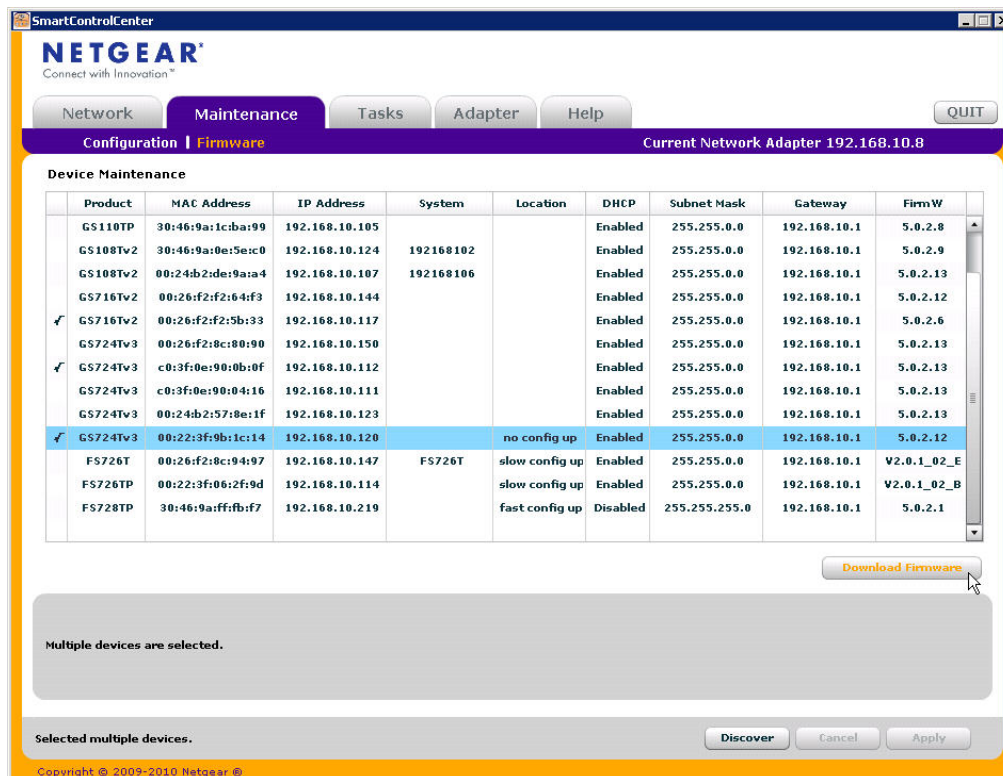 SmartControlCenter
NETGEAR®
Connect with Innovation™
Network Maintenance Tasks Adapter Help QUIT
Configuration | Firmware Current Network Adapter 192.168.10.8
Device Maintenance
Product MAC Address IP Address System Location DHCP Subnet Mask Gateway FirmW
GS110TP 30:46:9a:1c:ba:99 192.168.10.105 Enabled 255.255.0.0 192.168.10.1 5.0.2.8
GS108Tv2 30:46:9a:0e:5e:c0 192.168.10.124 192168102 Enabled 255.255.0.0 192.168.10.1 5.0.2.9
GS108Tv2 00:24:b2:de:9a:a4 192.168.10.107 192168106 Enabled 255.255.0.0 192.168.10.1 5.0.2.13
GS716Tv2 00:26:f2:f2:64:f3 192.168.10.144 Enabled 255.255.0.0 192.168.10.1 5.0.2.12
√ GS716Tv2 00:26:f2:f2:5b:33 192.168.10.117 Enabled 255.255.0.0 192.168.10.1 5.0.2.6
GS724Tv3 00:26:f2:8c:80:90 192.168.10.150 Enabled 255.255.0.0 192.168.10.1 5.0.2.13
√ GS724Tv3 c0:3f:0e:90:0b:0f 192.168.10.112 Enabled 255.255.0.0 192.168.10.1 5.0.2.13
GS724Tv3 c0:3f:0e:90:04:16 192.168.10.111 Enabled 255.255.0.0 192.168.10.1 5.0.2.13
GS724Tv3 00:24:b2:57:8e:1f 192.168.10.123 Enabled 255.255.0.0 192.168.10.1 5.0.2.13
√ GS724Tv3 00:22:3f:9b:1c:14 192.168.10.120 no config up Enabled 255.255.0.0 192.168.10.1 5.0.2.12
FS726T 00:26:f2:8c:94:97 192.168.10.147 FS726T slow config up Enabled 255.255.0.0 192.168.10.1 V2.0.1_02_E
FS726TP 00:22:3f:06:2f:9d 192.168.10.114 slow config up Enabled 255.255.0.0 192.168.10.1 V2.0.1_02_B
FS728TP 30:46:9a:ff:fb:f7 192.168.10.219 fast config up Disabled 255.255.255.0 192.168.10.1 5.0.2.1
Download Firmware
Multiple devices are selected.
Selected multiple devices. Discover Cancel Apply
Copyright © 2009-2010 Netgear ®